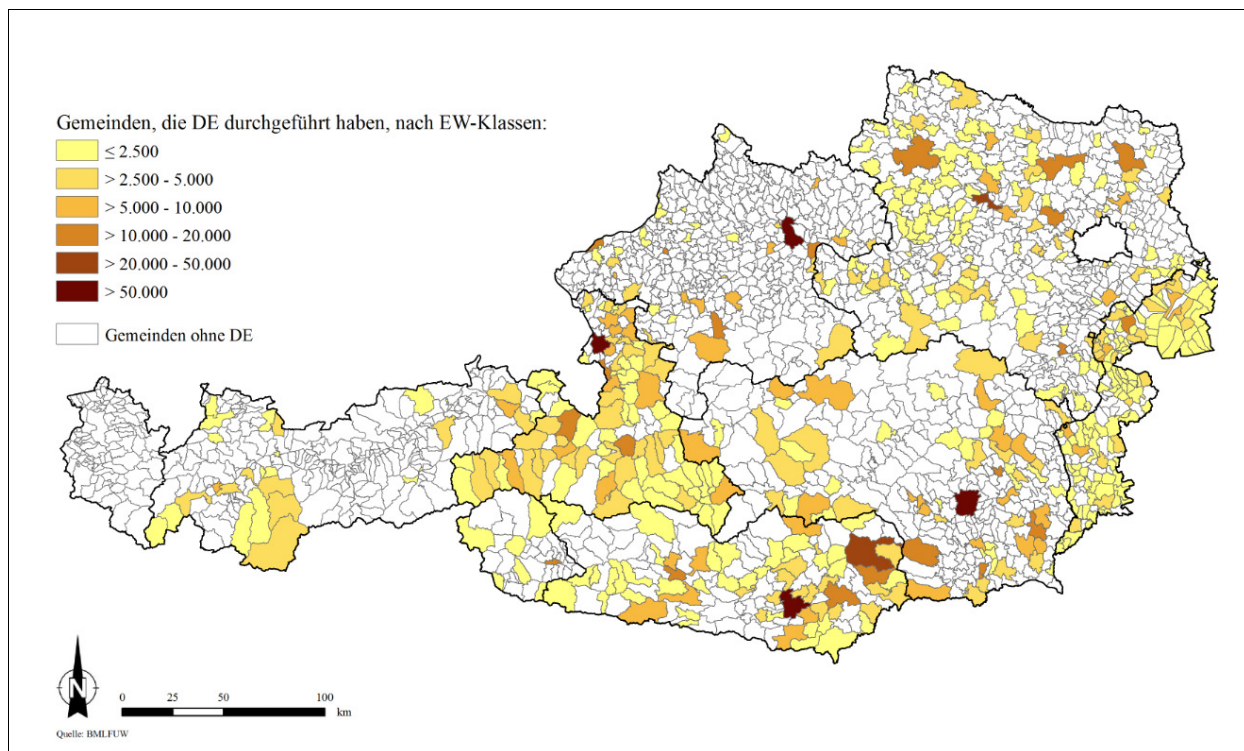 Gemeinden, die DE durchgeführt haben, nach EW-Klassen:
≤ 2.500
> 2.500 - 5.000
> 5.000 - 10.000
> 10.000 - 20.000
> 20.000 - 50.000
> 50.000
Gemeinden ohne DE
N
0 25 50 100
km
Quelle: BMLFUW